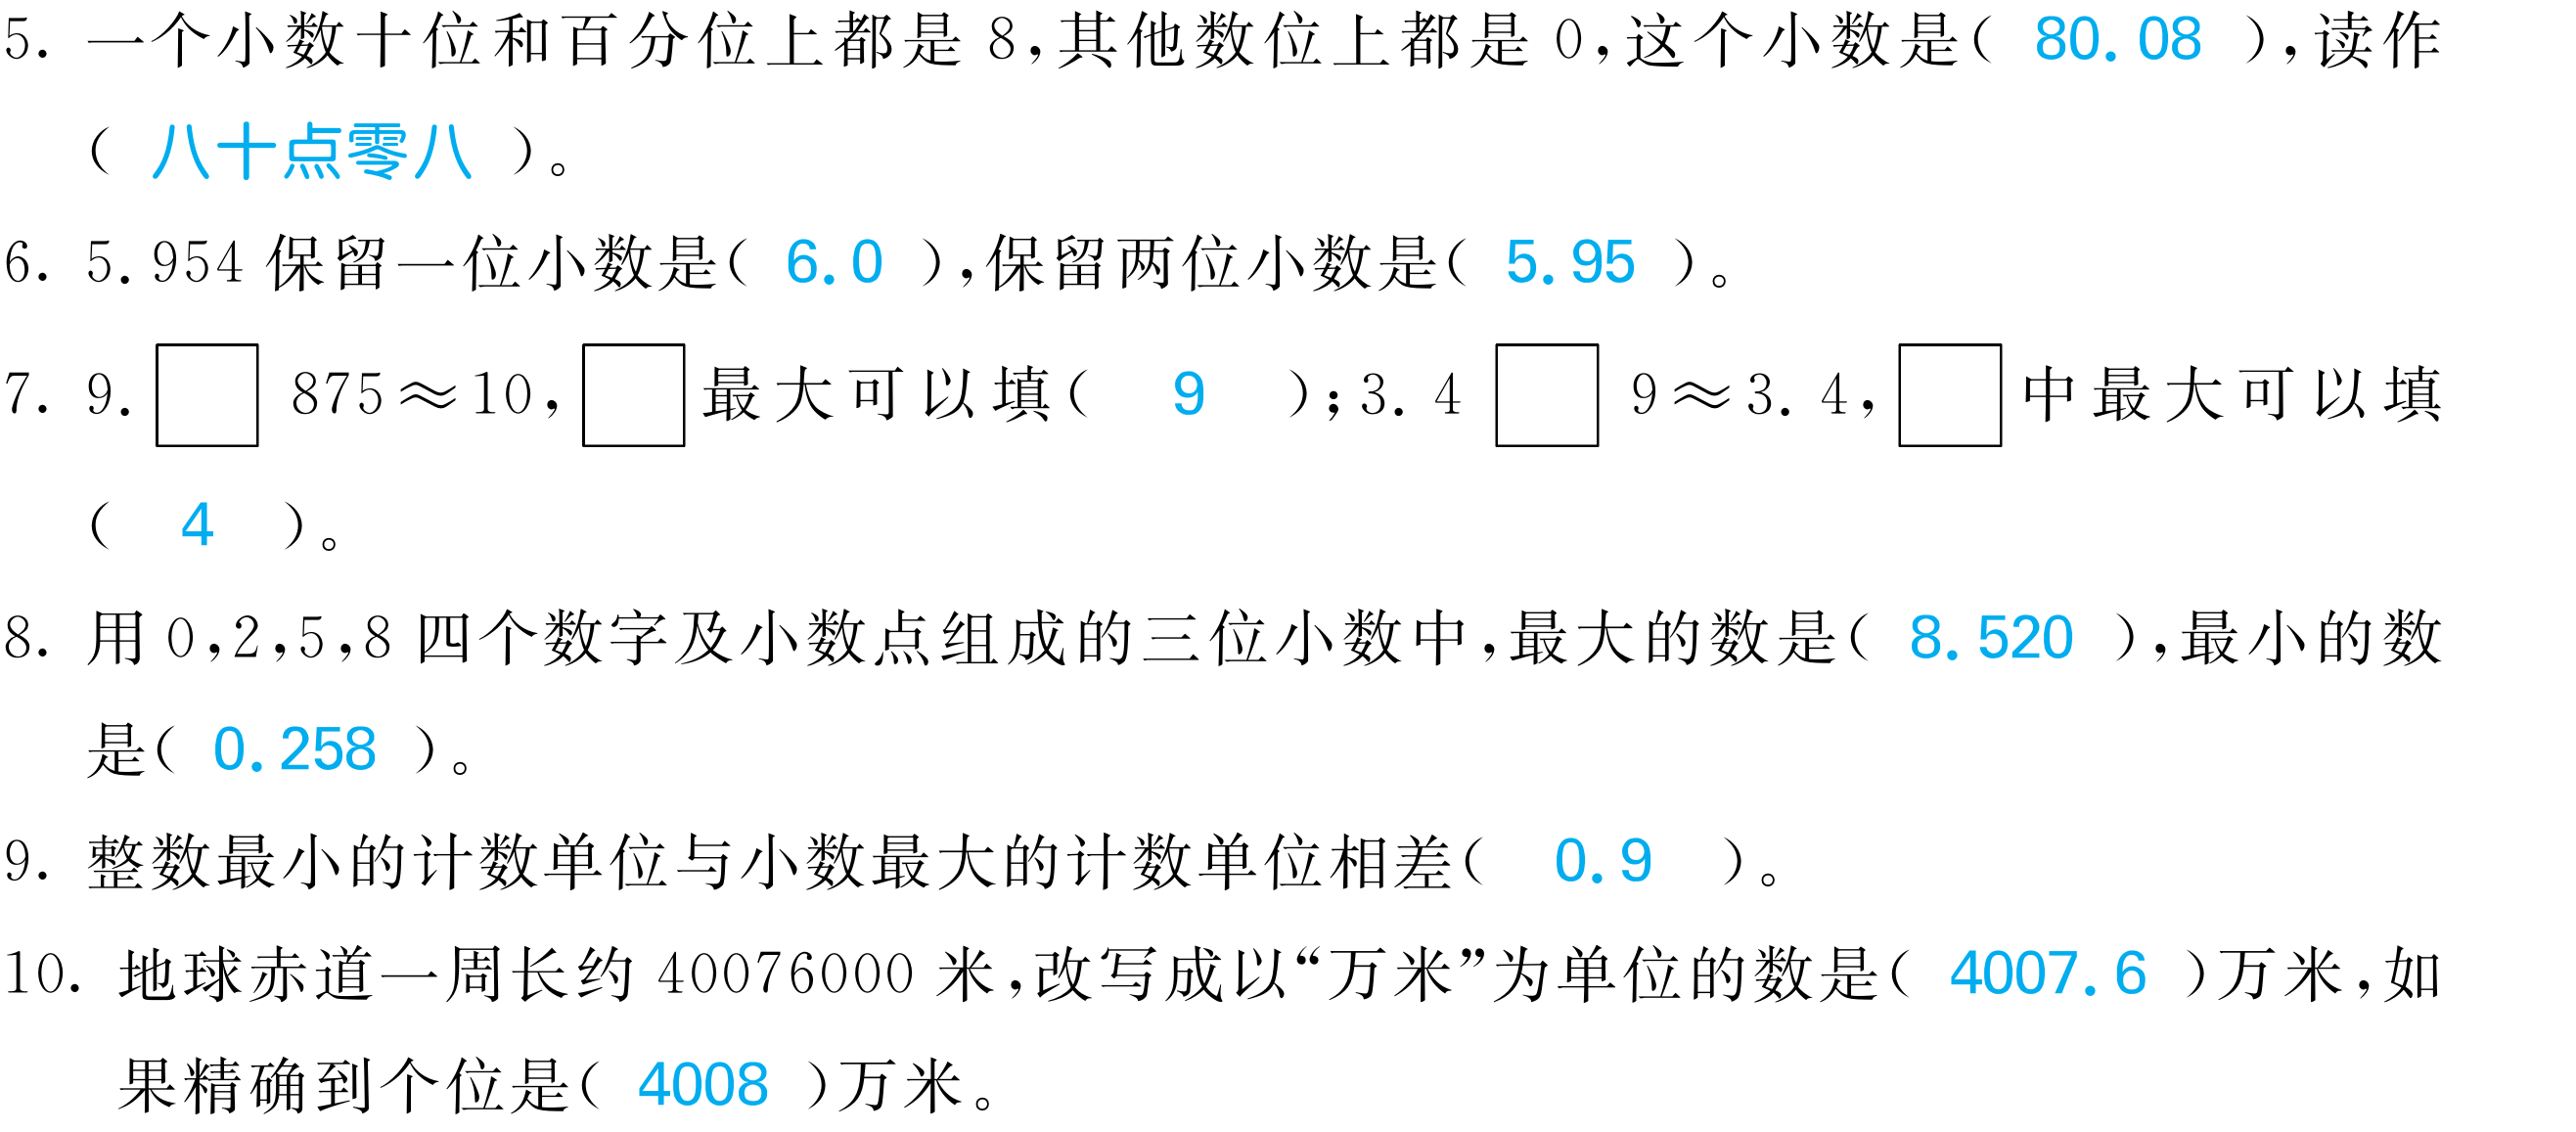 5. 一个小数十位和百分位上都是 8,其他数位上都是 0,这个小数是( 80.08 ),读作
( 八十点零八 )。
6. 5.954 保留一位小数是( 6.0 ),保留两位小数是( 5.95 )。
7. 9.□ 875≈10,□最大可以填( 9 );3.4 □ 9≈3.4,□中最大可以填
( 4 )。
8. 用 0,2,5,8 四个数字及小数点组成的三位小数中,最大的数是( 8.520 ),最小的数
是( 0.258 )。
9. 整数最小的计数单位与小数最大的计数单位相差( 0.9 )。
10. 地球赤道一周长约 40076000 米,改写成以“万米”为单位的数是( 4007.6 )万米,如
果精确到个位是( 4008 )万米。